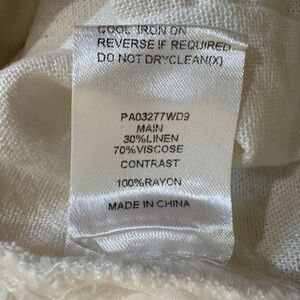 COOL IRON ON
REVERSE IF REQUIRED
DO NOT DRYCLEAN(X)
PA03277WD9
MAIN
30%LINEN
70%VISCOSE
CONTRAST
100%RAYON
MADE IN CHINA